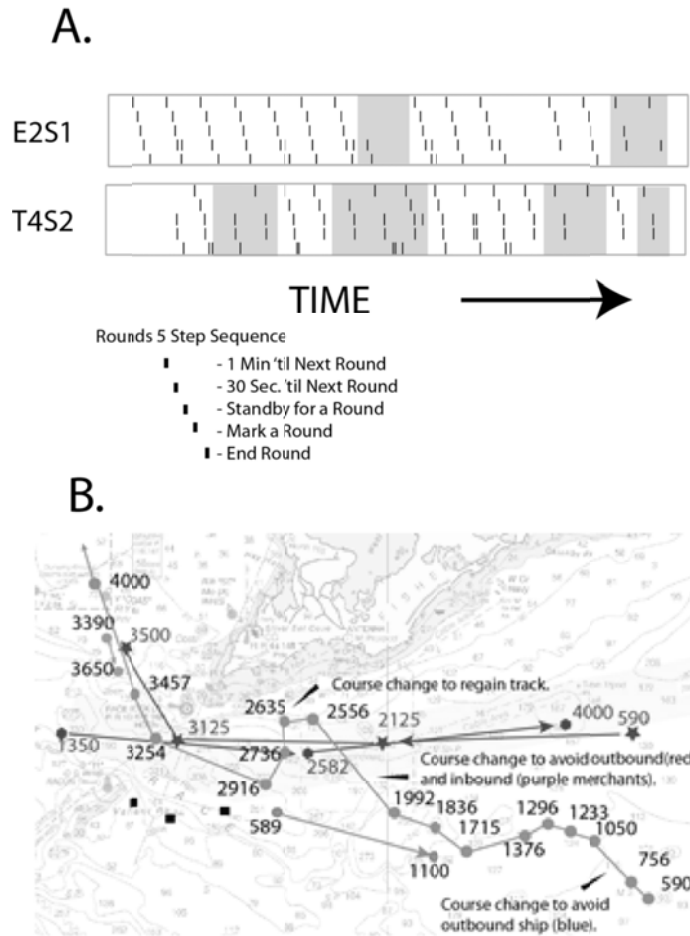 A.
E2S1
T4S2
TIME
Rounds 5 Step Sequence
- 1 Min 'til Next Round
- 30 Sec. 'til Next Round
- Standby for a Round
- Mark a Round
- End Round
B.
4000
3390
3500
3650
3457
Course change to regain track.
2635
2556
3125
2125
4000
590
1350
3254
2736
2582
Course change to avoid outbound (red
and inbound (purple merchants).
2916
589
1992
1836
1296
1233
1715
1050
1376
1100
756
590
Course change to avoid
outbound ship (blue).